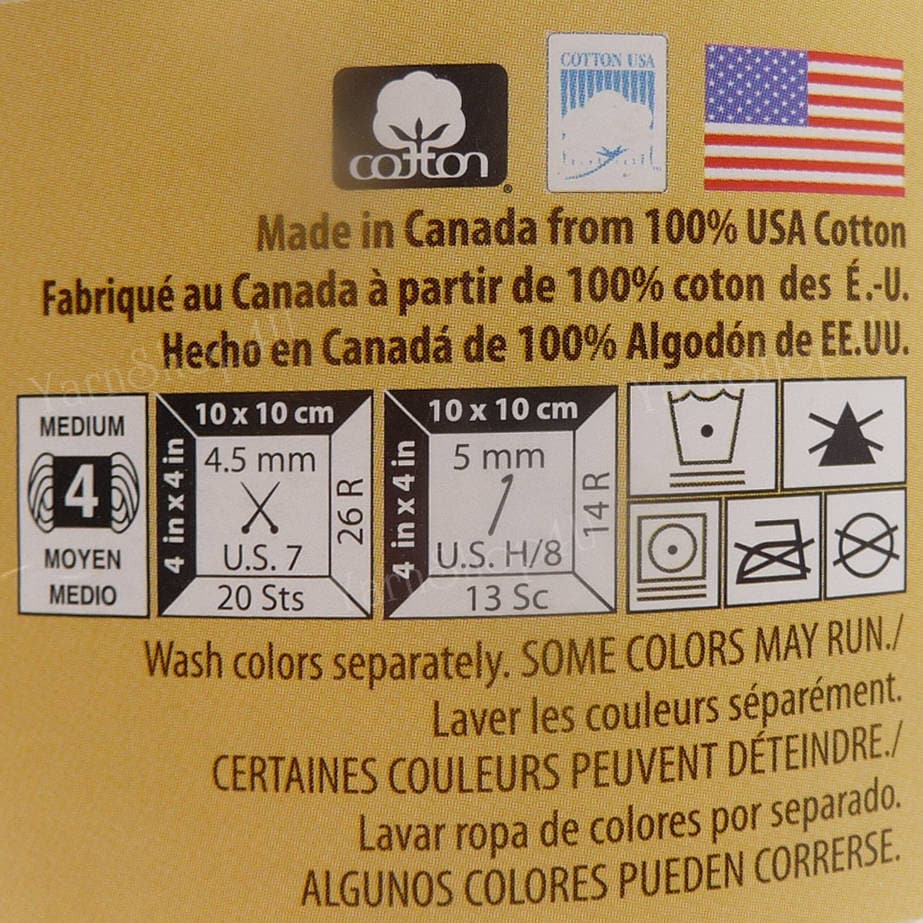 cotton
COTTON USA
Made in Canada from 100% USA Cotton
Fabriqué au Canada à partir de 100% coton des É.-U.
Hecho en Canadá de 100% Algodón de EE.UU.
MEDIUM
4
MOYEN
MEDIO
10 x 10 cm
4 in x 4 in
4.5 mm
U.S. 7
26 R
20 Sts
10 x 10 cm
4 in x 4 in
5 mm
U.S. H/8
14 R
13 Sc
Wash colors separately. SOME COLORS MAY RUN./
Laver les couleurs séparément.
CERTAINES COULEURS PEUVENT DÉTEINDRE./
Lavar ropa de colores por separado.
ALGUNOS COLORES PUEDEN CORRERSE.